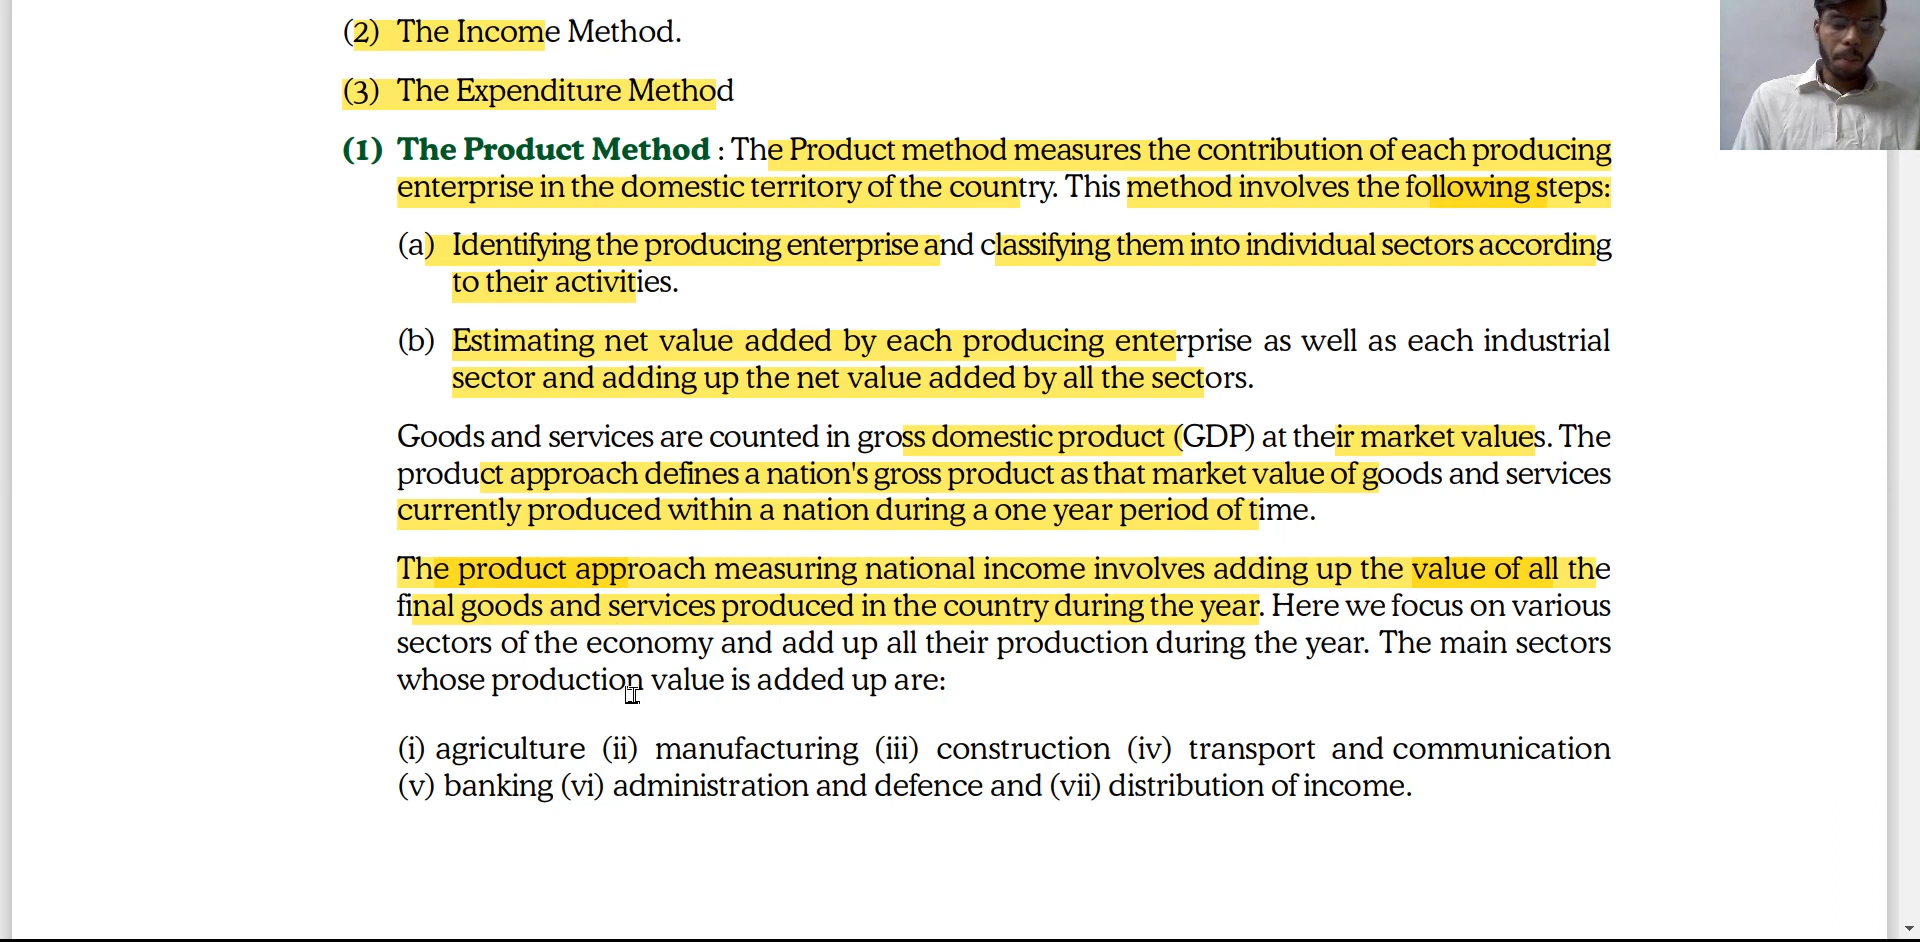 (2) The Income Method.
(3) The Expenditure Method
(1) The Product Method : The Product method measures the contribution of each producing
enterprise in the domestic territory of the country. This method involves the following steps:
(a) Identifying the producing enterprise and classifying them into individual sectors according
to their activities.
(b) Estimating net value added by each producing enterprise as well as each industrial
sector and adding up the net value added by all the sectors.
Goods and services are counted in gross domestic product (GDP) at their market values. The
product approach defines a nation's gross product as that market value of goods and services
currently produced within a nation during a one year period of time.
The product approach measuring national income involves adding up the value of all the
final goods and services produced in the country during the year. Here we focus on various
sectors of the economy and add up all their production during the year. The main sectors
whose production value is added up are:
(i) agriculture (ii) manufacturing (iii) construction (iv) transport and communication
(v) banking (vi) administration and defence and (vii) distribution of income.